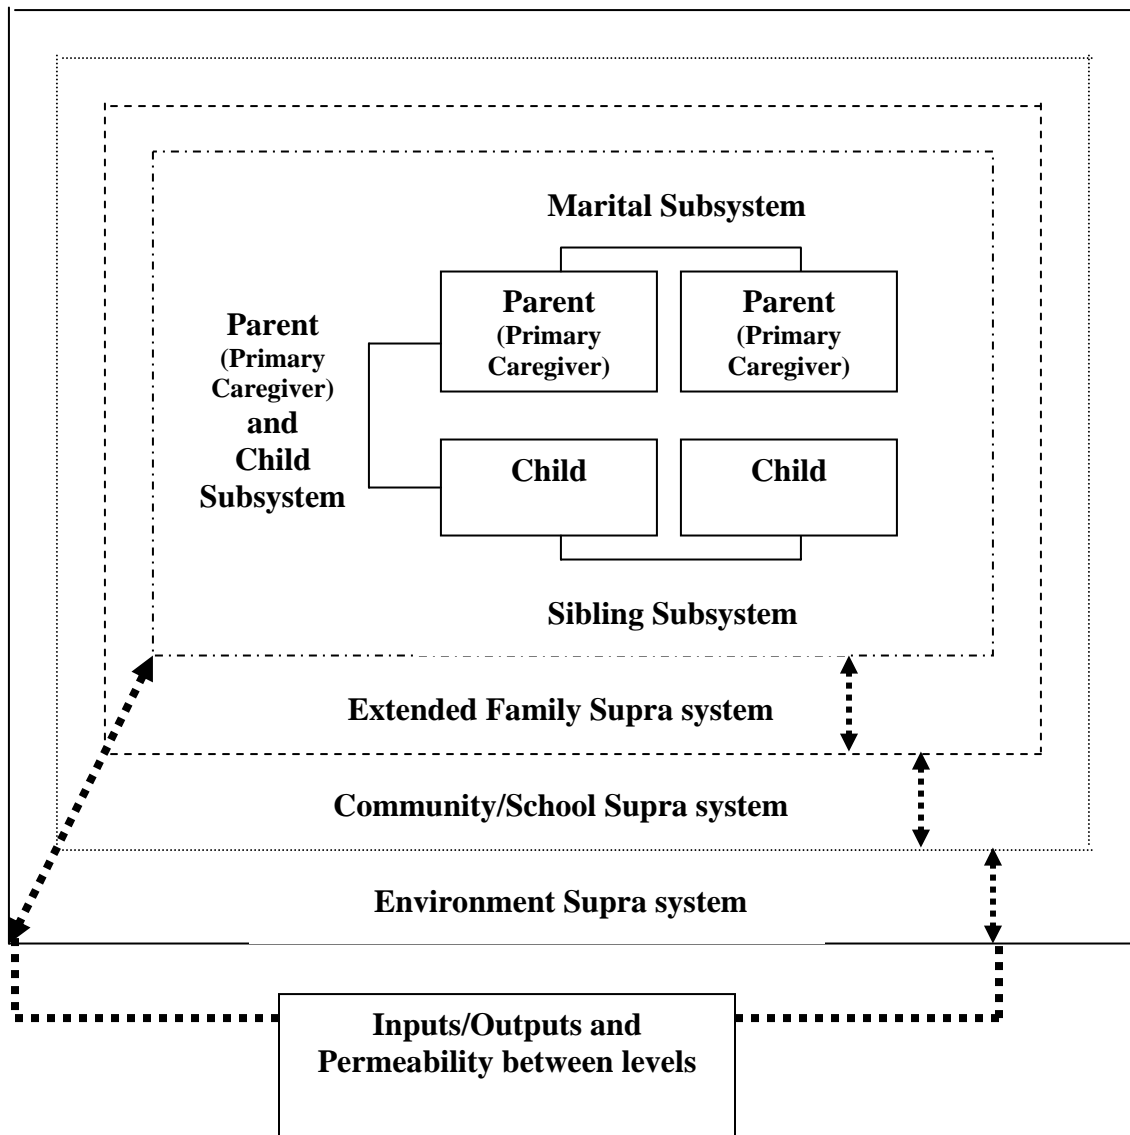 Marital Subsystem
Parent
(Primary
Caregiver)
Parent
(Primary
Caregiver)
Parent
(Primary
Caregiver)
and
Child
Subsystem
Child
Child
Sibling Subsystem
Extended Family Supra system
Community/School Supra system
Environment Supra system
Inputs/Outputs and
Permeability between levels